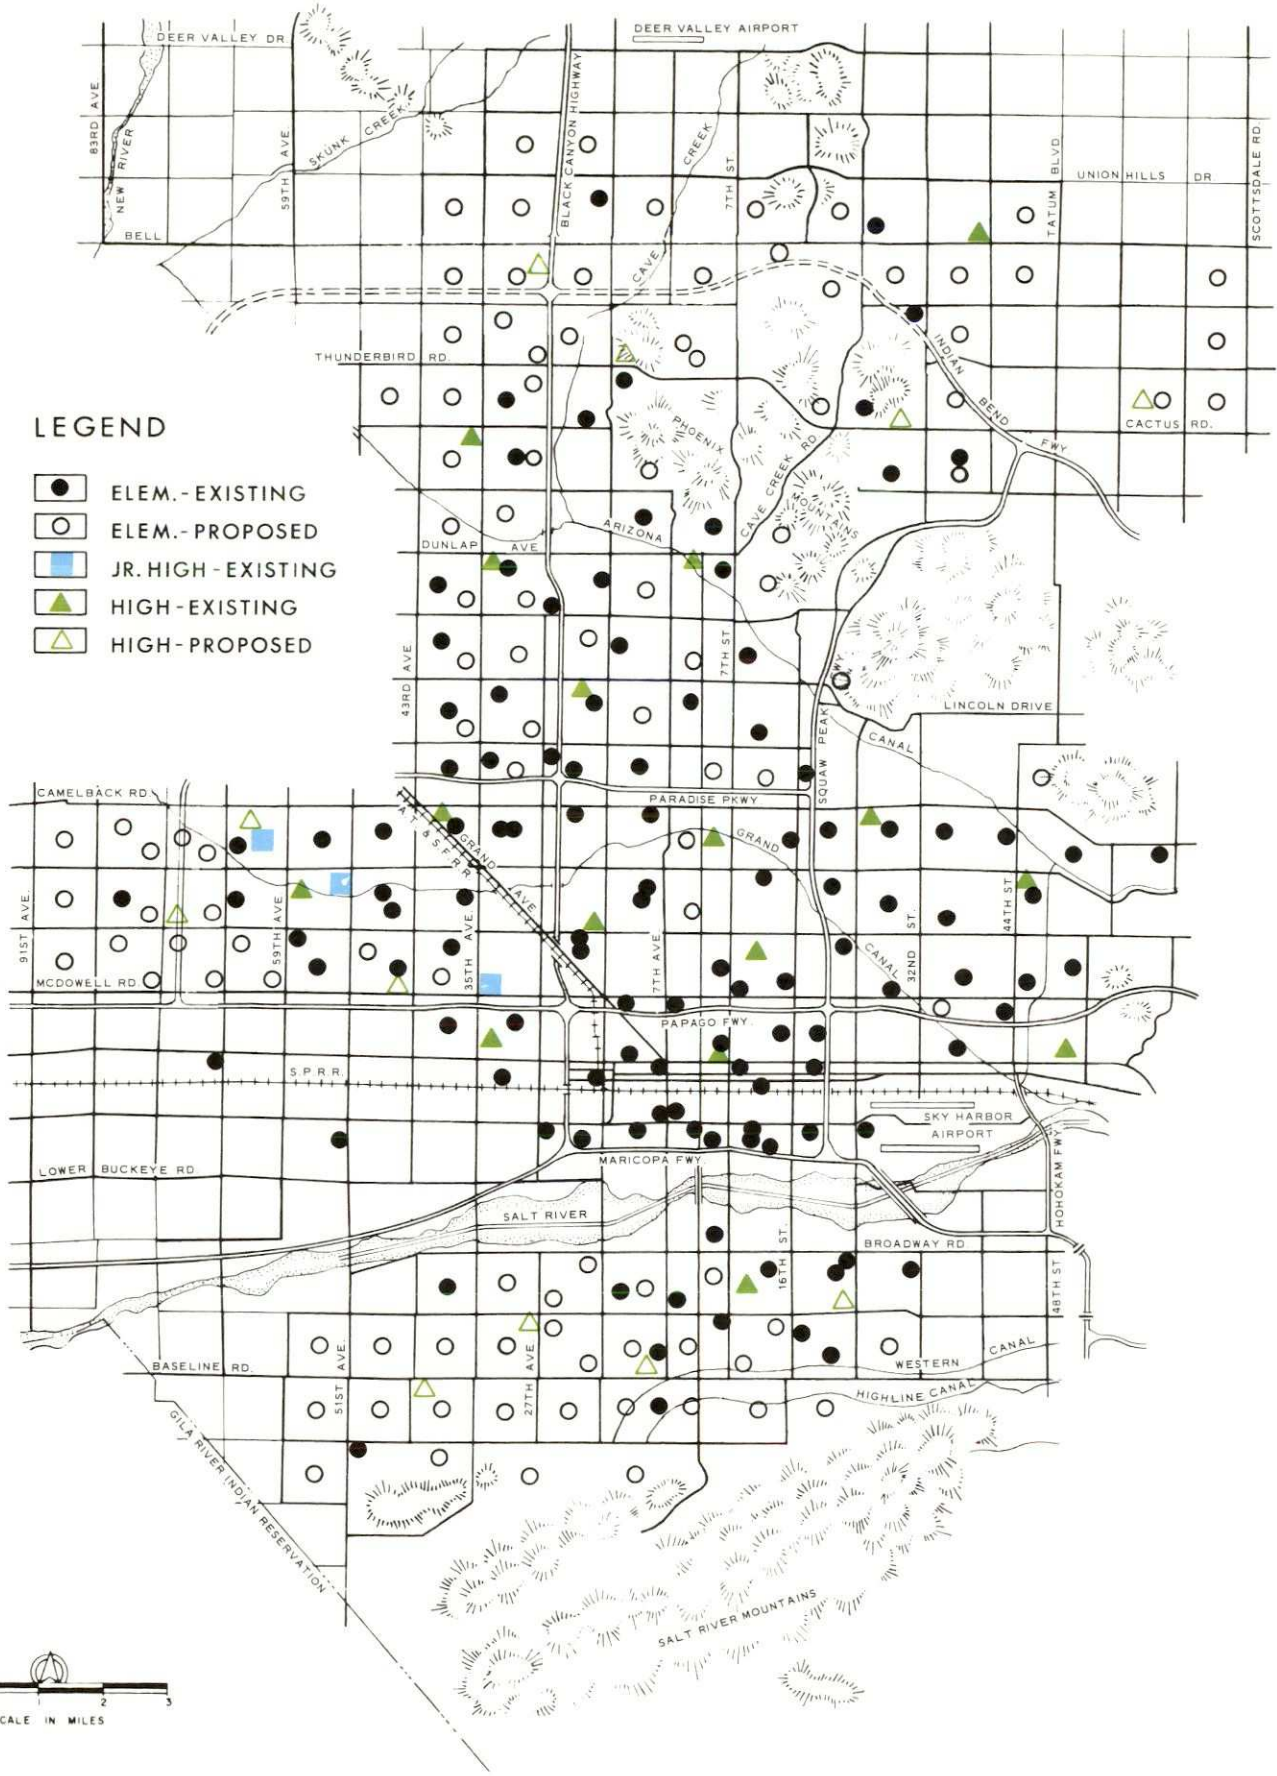 DEER VALLEY DR.
DEER VALLEY AIRPORT
83RD AVE
NEW RIVER
59TH AVE
SKUNK CREEK
BLACK CANYON HIGHWAY
CAVE CREEK
7TH ST
TATUM BLVD.
UNION HILLS DR.
SCOTTSDALE RD.
BELL
THUNDERBIRD RD.
INDIAN BEND FWY
CACTUS RD.
PHOENIX MOUNTAINS
CAVE CREEK RD
LEGEND
ELEM.-EXISTING
ELEM.-PROPOSED
JR. HIGH-EXISTING
HIGH-EXISTING
HIGH-PROPOSED
ARIZONA CANAL
DUNLAP AVE
43RD AVE
7TH ST
SQUAW PEAK FWY
LINCOLN DRIVE
CAMELBACK RD.
PARADISE PKWY
A.T. & S.F.R.R.
GRAND AVE
GRAND CANAL
91ST AVE.
59TH AVE
35TH AVE.
7TH AVE.
32ND ST.
44TH ST
MCDOWELL RD.
PAPAGO FWY.
S.P.R.R.
SKY HARBOR
AIRPORT
LOWER BUCKEYE RD
MARICOPA FWY.
HOHOKAM FWY
SALT RIVER
16TH ST.
BROADWAY RD
48TH ST
BASELINE RD.
51ST AVE.
27TH AVE
WESTERN CANAL
HIGHLINE CANAL
GILA RIVER INDIAN RESERVATION
SALT RIVER MOUNTAINS
1 2 3
CALE IN MILES